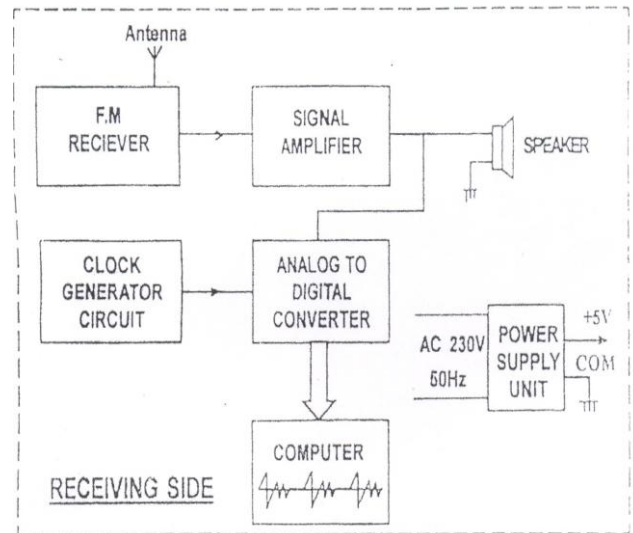 Antenna
F.M
RECIEVER
SIGNAL
AMPLIFIER
SPEAKER
CLOCK
GENERATOR
CIRCUIT
ANALOG TO
DIGITAL
CONVERTER
AC 230V
50Hz
POWER
SUPPLY
UNIT
+5V
COM
COMPUTER
RECEIVING SIDE